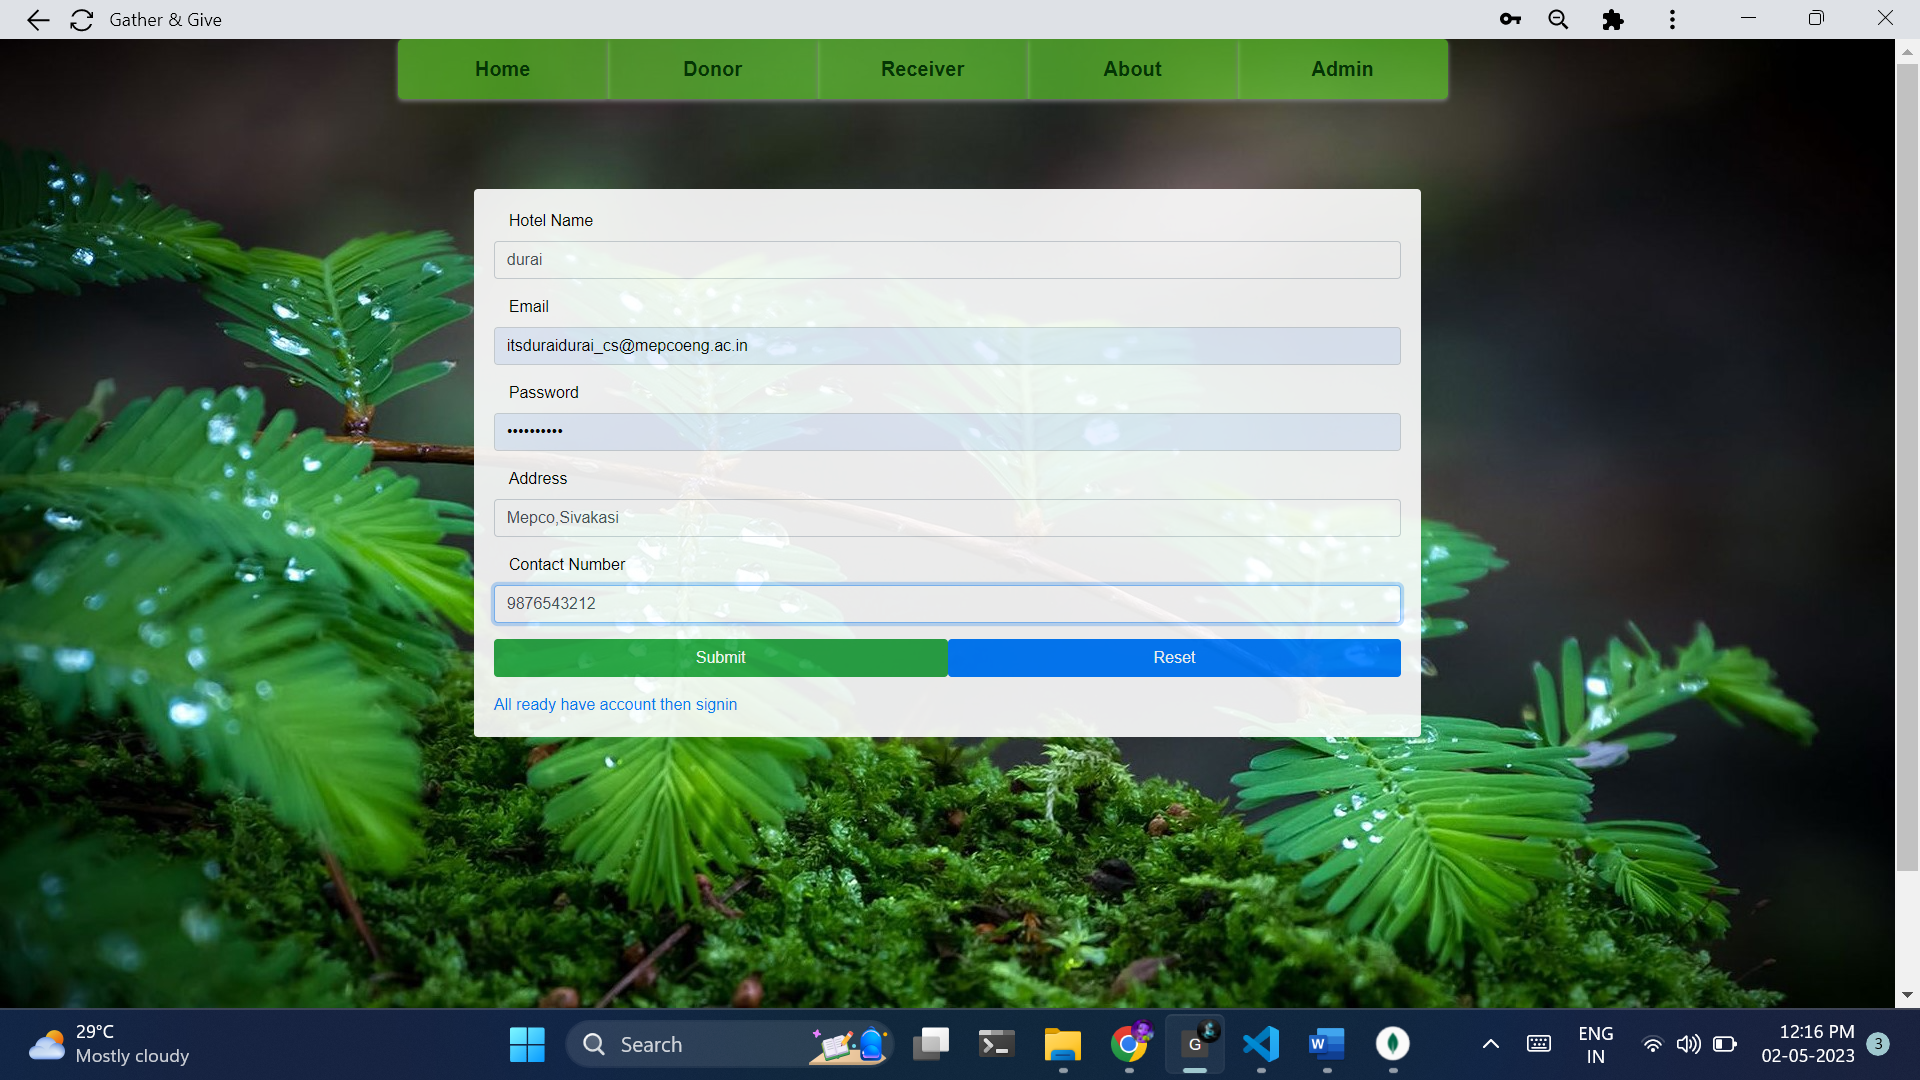 Gather & Give
Home Donor Receiver About Admin
Hotel Name
durai
Email
itsduraidurai_cs@mepcoeng.ac.in
Password
••••••••••
Address
Mepco,Sivakasi
Contact Number
9876543212
Submit Reset
All ready have account then signin
29°C
Mostly cloudy
Search
G
W
ENG
IN
12:16 PM
02-05-2023
3